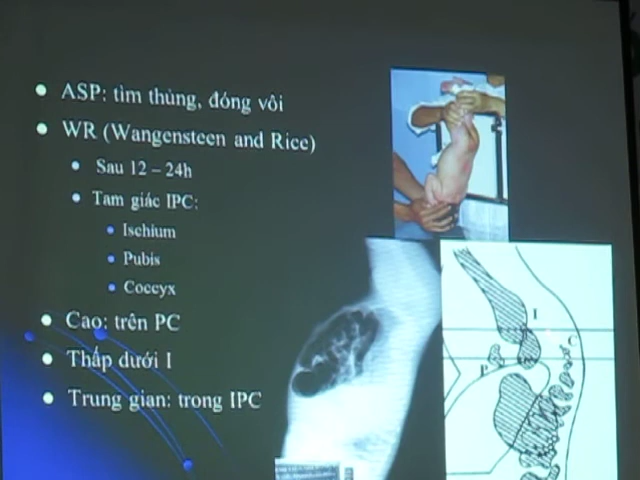 ASP: tìm thủng, đóng vôi
WR (Wangensteen and Rice)
Sau 12 – 24h
Tam giác IPC:
Ischium
Pubis
Coccyx
Cao: trên PC
Thấp dưới I
Trung gian: trong IPC
I
P
C